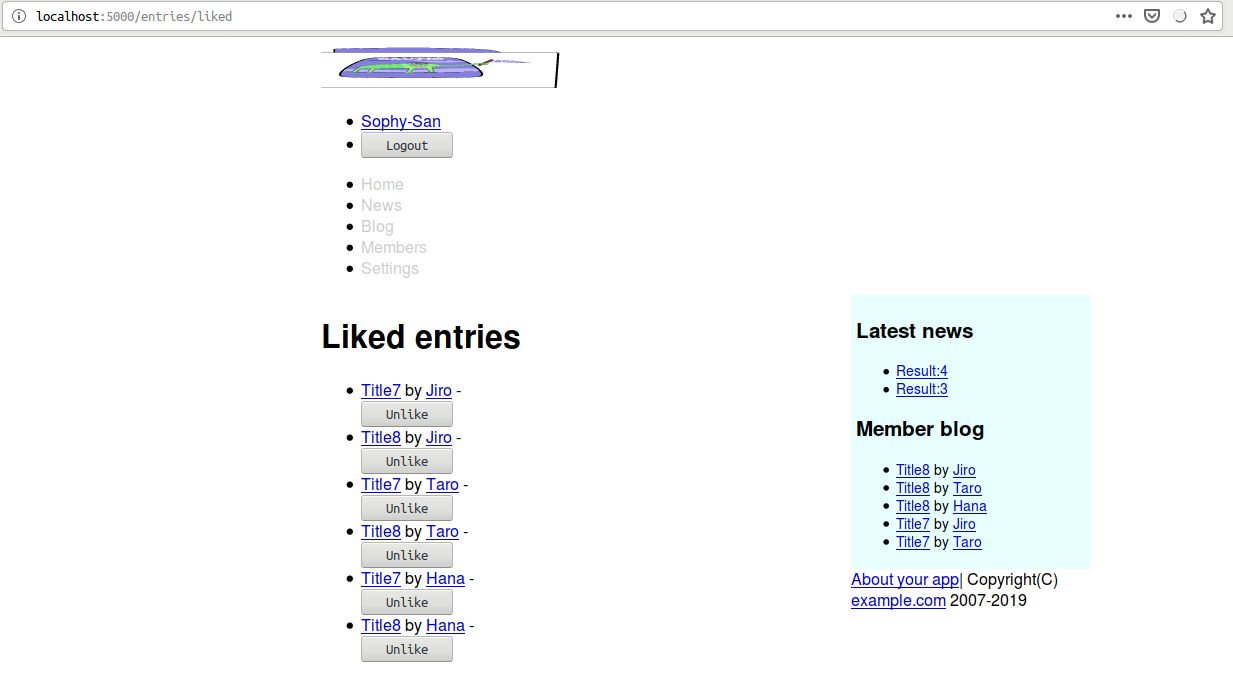 localhost:5000/entries/liked
Sophy-San
Logout
Home
News
Blog
Members
Settings
Liked entries
Title7 by Jiro -
Unlike
Title8 by Jiro -
Unlike
Title7 by Taro -
Unlike
Title8 by Taro -
Unlike
Title7 by Hana -
Unlike
Title8 by Hana -
Unlike
Latest news
Result:4
Result:3
Member blog
Title8 by Jiro
Title8 by Taro
Title8 by Hana
Title7 by Jiro
Title7 by Taro
About your app| Copyright(C)
example.com 2007-2019